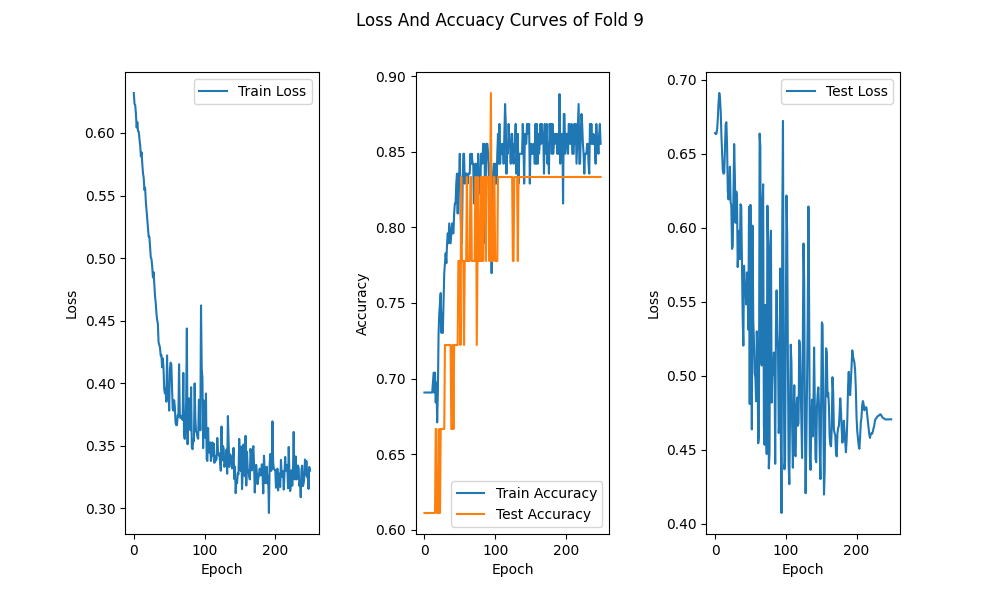 Loss And Accuacy Curves of Fold 9
Train Loss
0.60
0.55
0.50
0.45
0.40
0.35
0.30
Loss
0
100
200
Epoch
0.90
0.85
0.80
0.75
0.70
0.65
0.60
Accuracy
Train Accuracy
Test Accuracy
0
100
200
Epoch
Test Loss
0.70
0.65
0.60
0.55
0.50
0.45
0.40
Loss
0
100
200
Epoch